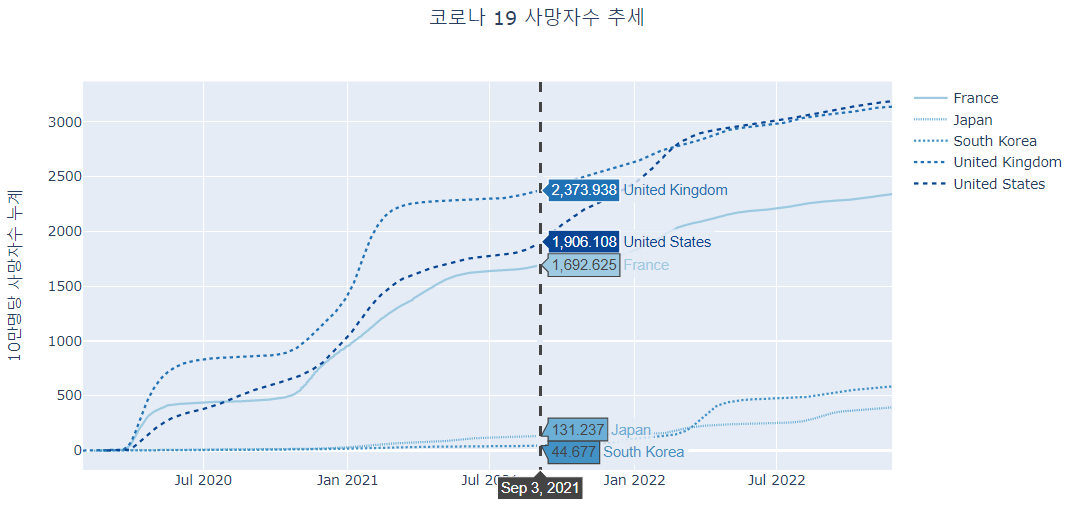 코로나 19 사망자수 추세
10만명당 사망자수 누계
3000
2500
2000
1500
1000
500
0
2,373.938 United Kingdom
1,906.108 United States
1,692.625 France
131.237 Japan
44.677 South Korea
Jul 2020
Jan 2021
Sep 3, 2021
Jan 2022
Jul 2022
France
Japan
South Korea
United Kingdom
United States